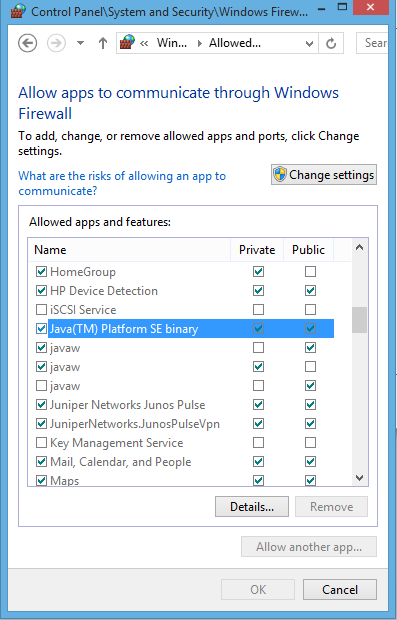 Control Panel\System and Security\Windows Firew...
Win... Allowed... Sear
Allow apps to communicate through Windows
Firewall
To add, change, or remove allowed apps and ports, click Change
settings.
What are the risks of allowing an app to
communicate?
Change settings
Allowed apps and features:
Name Private Public
HomeGroup
HP Device Detection
iSCSI Service
Java(TM) Platform SE binary
javaw
javaw
javaw
Juniper Networks Junos Pulse
JuniperNetworks.JunosPulseVpn
Key Management Service
Mail, Calendar, and People
Maps
Details... Remove
Allow another app...
OK Cancel